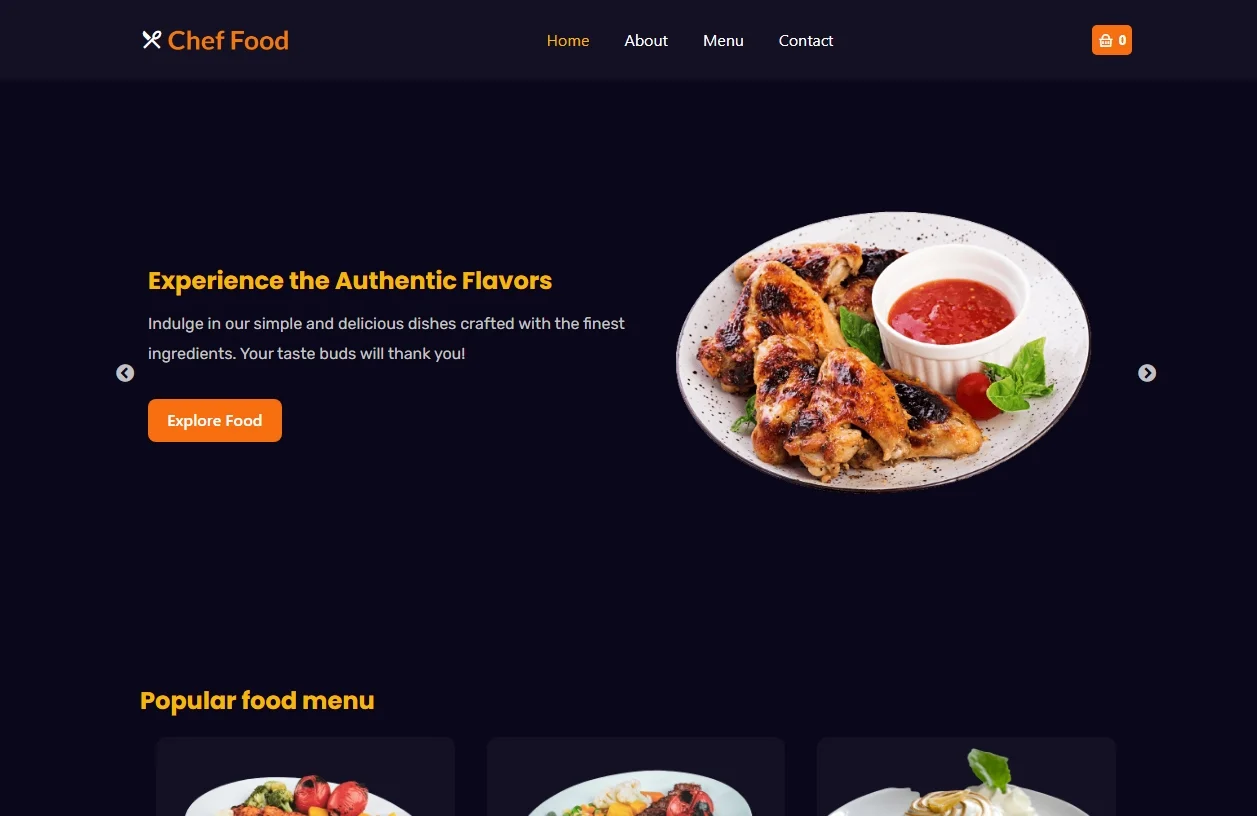 Chef Food
Home
About
Menu
Contact
0
Experience the Authentic Flavors
Indulge in our simple and delicious dishes crafted with the finest
ingredients. Your taste buds will thank you!
Explore Food
Popular food menu